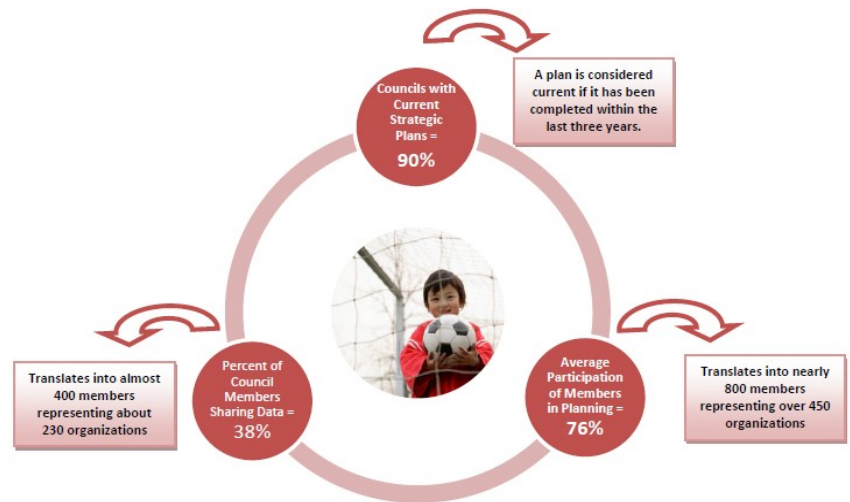 Councils with
Current
Strategic
Plans =
90%
A plan is considered
current if it has been
completed within the
last three years.
Percent of
Council
Members
Sharing Data =
38%
Translates into almost
400 members
representing about
230 organizations
Average
Participation
of Members
in Planning =
76%
Translates into nearly
800 members
representing over 450
organizations